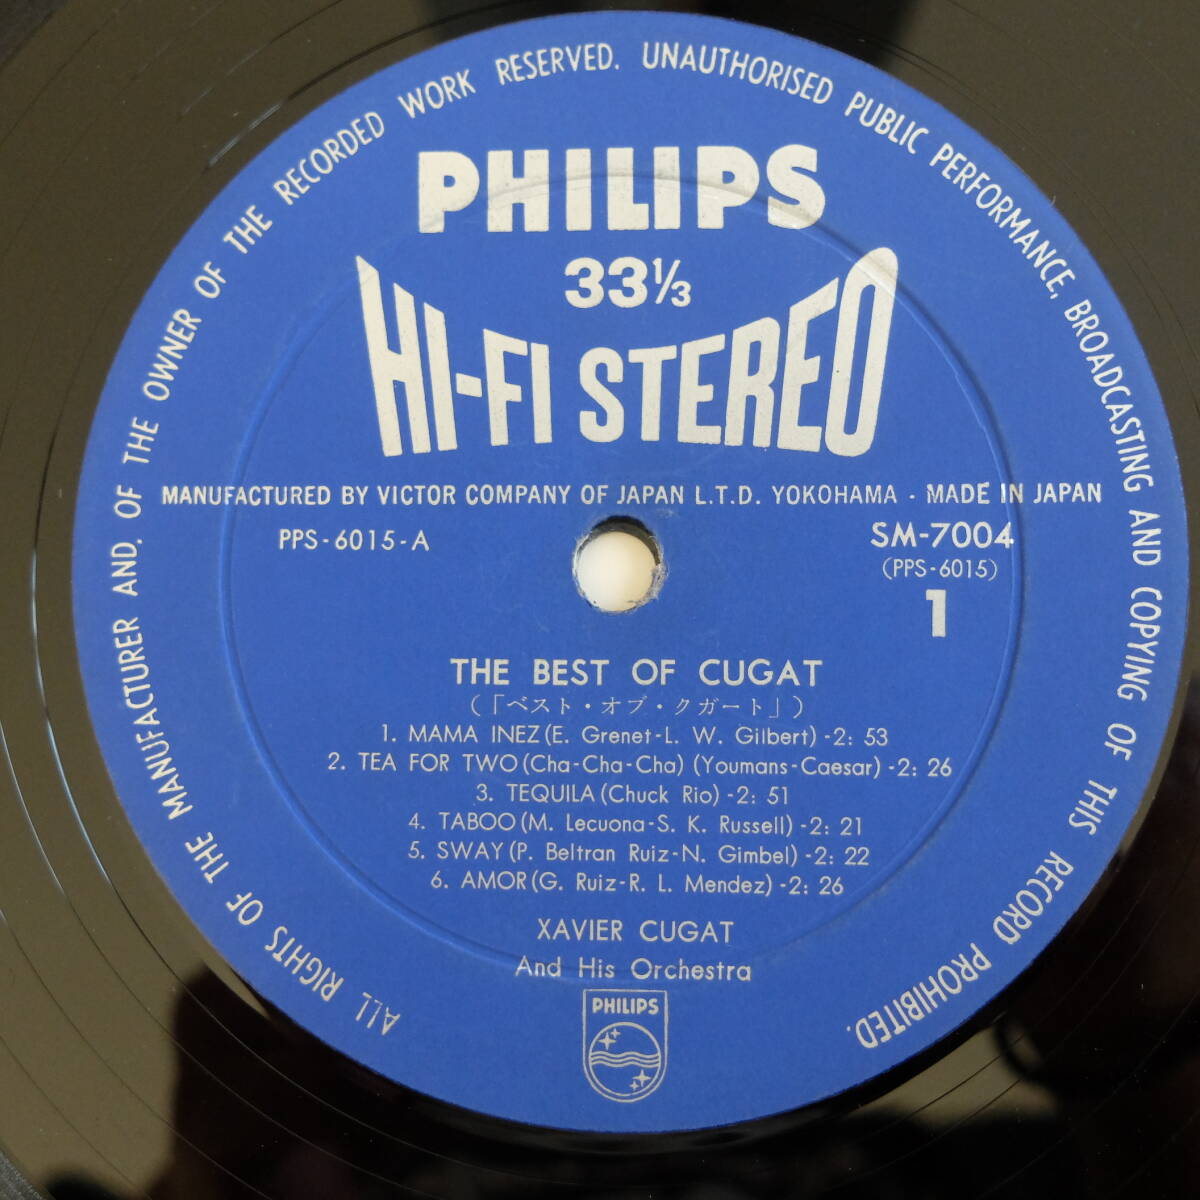 ALL RIGHTS OF THE MANUFACTURER AND, OF THE OWNER OF THE RECORDED WORK RESERVED. UNAUTHORISED PUBLIC PERFORMANCE, BROADCASTING AND COPYING OF THIS RECORD PROHIBITED.
PHILIPS
33⅓
HI-FI STEREO
MANUFACTURED BY VICTOR COMPANY OF JAPAN L.T.D. YOKOHAMA · MADE IN JAPAN
PPS-6015-A
SM-7004
(PPS-6015)
1
THE BEST OF CUGAT
(「ベスト・オブ・クガート」)
1. MAMA INEZ (E. Grenet-L. W. Gilbert) -2: 53
2. TEA FOR TWO (Cha-Cha-Cha) (Youmans-Caesar) -2: 26
3. TEQUILA (Chuck Rio) -2: 51
4. TABOO (M. Lecuona-S. K. Russell) -2: 21
5. SWAY (P. Beltran Ruiz-N. Gimbel) -2: 22
6. AMOR (G. Ruiz-R. L. Mendez) -2: 26
XAVIER CUGAT
And His Orchestra
PHILIPS